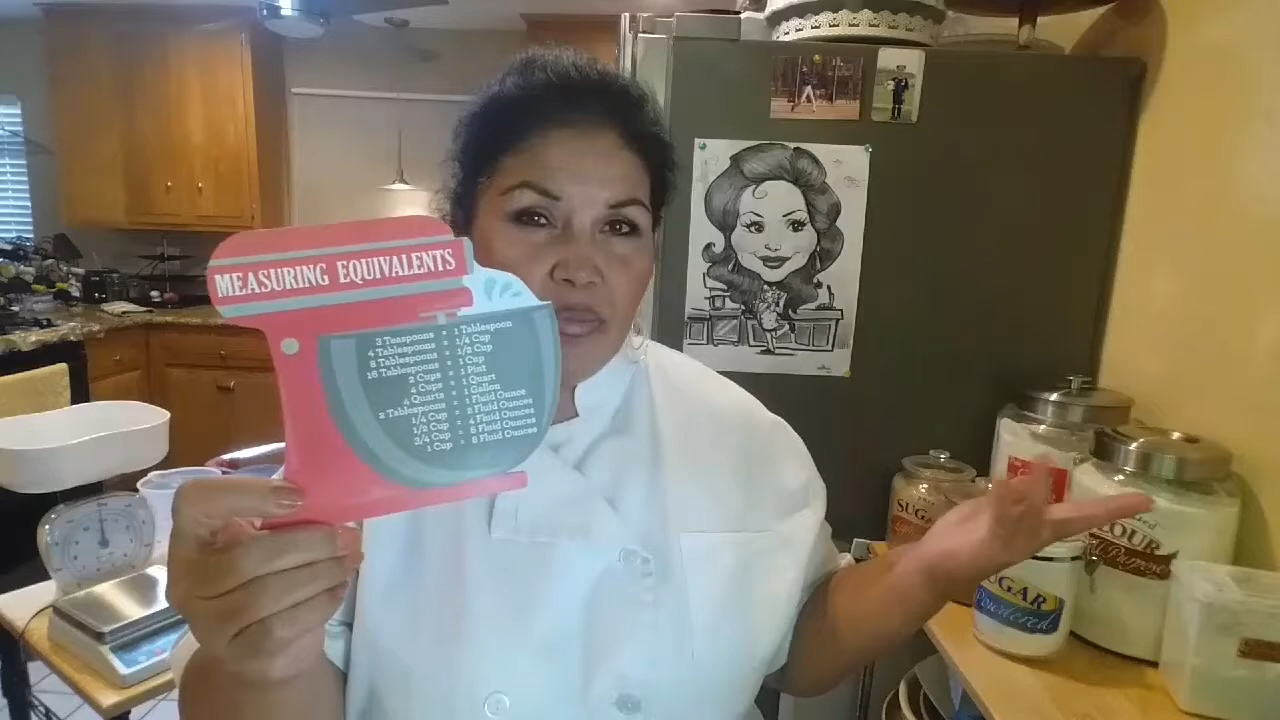 MEASURING EQUIVALENTS
3 Teaspoons = 1 Tablespoon
4 Tablespoons = 1/4 Cup
8 Tablespoons = 1/2 Cup
16 Tablespoons = 1 Cup
2 Cups = 1 Pint
4 Cups = 1 Quart
4 Quarts = 1 Gallon
2 Tablespoons = 1 Fluid Ounce
1/4 Cup = 2 Fluid Ounces
1/2 Cup = 4 Fluid Ounces
3/4 Cup = 6 Fluid Ounces
1 Cup = 8 Fluid Ounces
SUGAR
OUR
Purpose
UGAR
Powdered